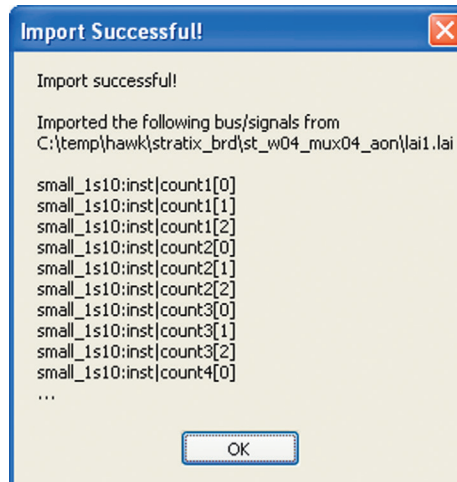 Import Successful!
Import successful!
Imported the following bus/signals from
C:\temp\hawk\stratix_brd\st_w04_mux04_aon\lai1.lai
small_1s10:inst|count1[0]
small_1s10:inst|count1[1]
small_1s10:inst|count1[2]
small_1s10:inst|count2[0]
small_1s10:inst|count2[1]
small_1s10:inst|count2[2]
small_1s10:inst|count3[0]
small_1s10:inst|count3[1]
small_1s10:inst|count3[2]
small_1s10:inst|count4[0]
...
OK